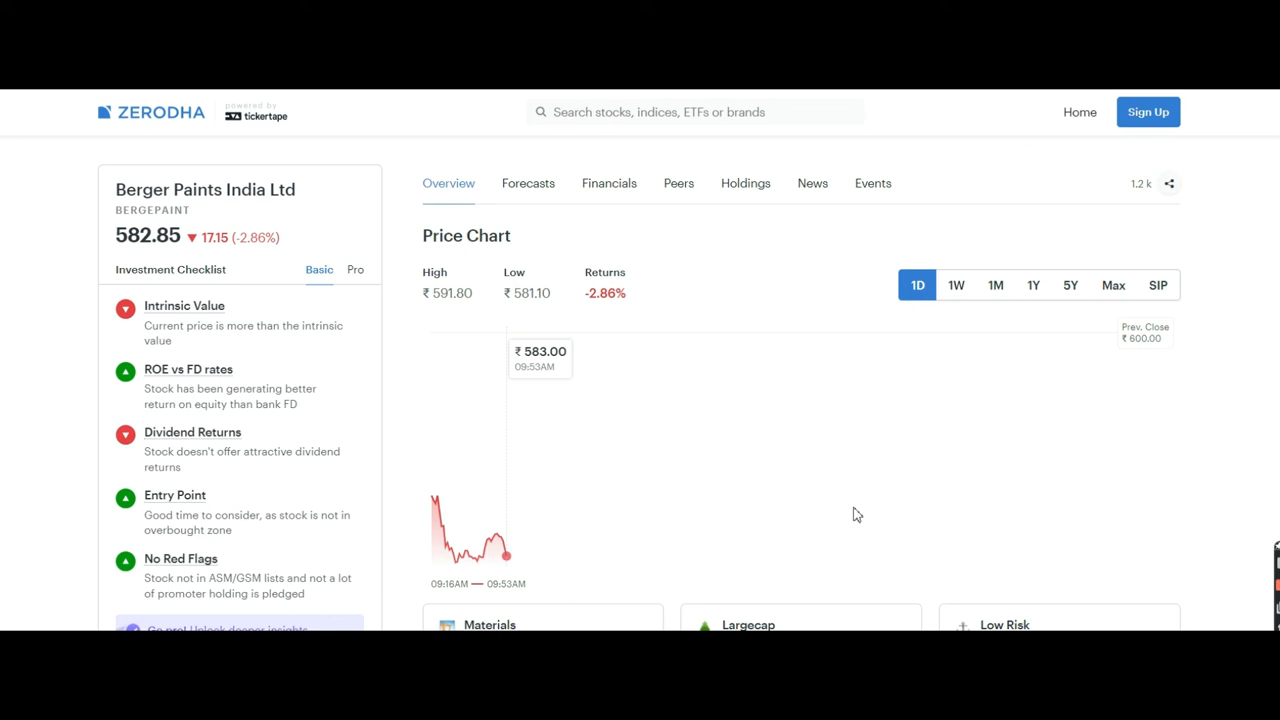 ZERODHA
powered by
tickertape
Search stocks, indices, ETFs or brands
Home
Sign Up
Berger Paints India Ltd
BERGEPAINT
582.85 17.15 (-2.86%)
Investment Checklist
Basic
Pro
Intrinsic Value
Current price is more than the intrinsic
value
ROE vs FD rates
Stock has been generating better
return on equity than bank FD
Dividend Returns
Stock doesn't offer attractive dividend
returns
Entry Point
Good time to consider, as stock is not in
overbought zone
No Red Flags
Stock not in ASM/GSM lists and not a lot
of promoter holding is pledged
Go pro! Unlock deeper insights
Overview
Forecasts
Financials
Peers
Holdings
News
Events
1.2 k
Price Chart
High
Low
Returns
₹ 591.80
₹ 581.10
-2.86%
1D
1W
1M
1Y
5Y
Max
SIP
Prev. Close
₹ 600.00
₹ 583.00
09:53AM
09:16AM — 09:53AM
Materials
Largecap
Low Risk